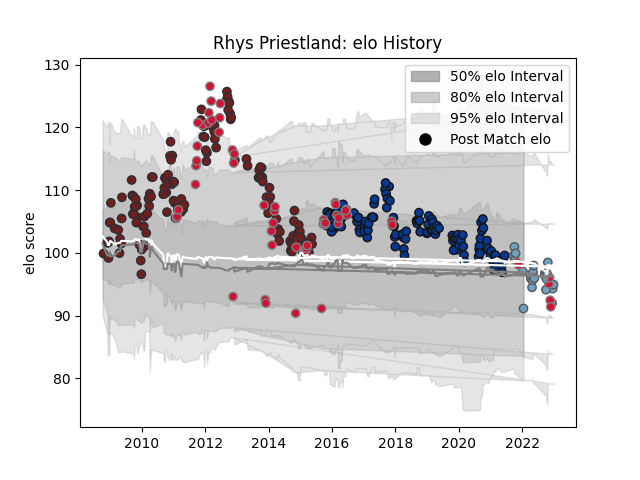 Rhys Priestland: elo History
130
120
110
100
90
80
elo score
50% elo Interval
80% elo Interval
95% elo Interval
Post Match elo
2010 2012 2014 2016 2018 2020 2022